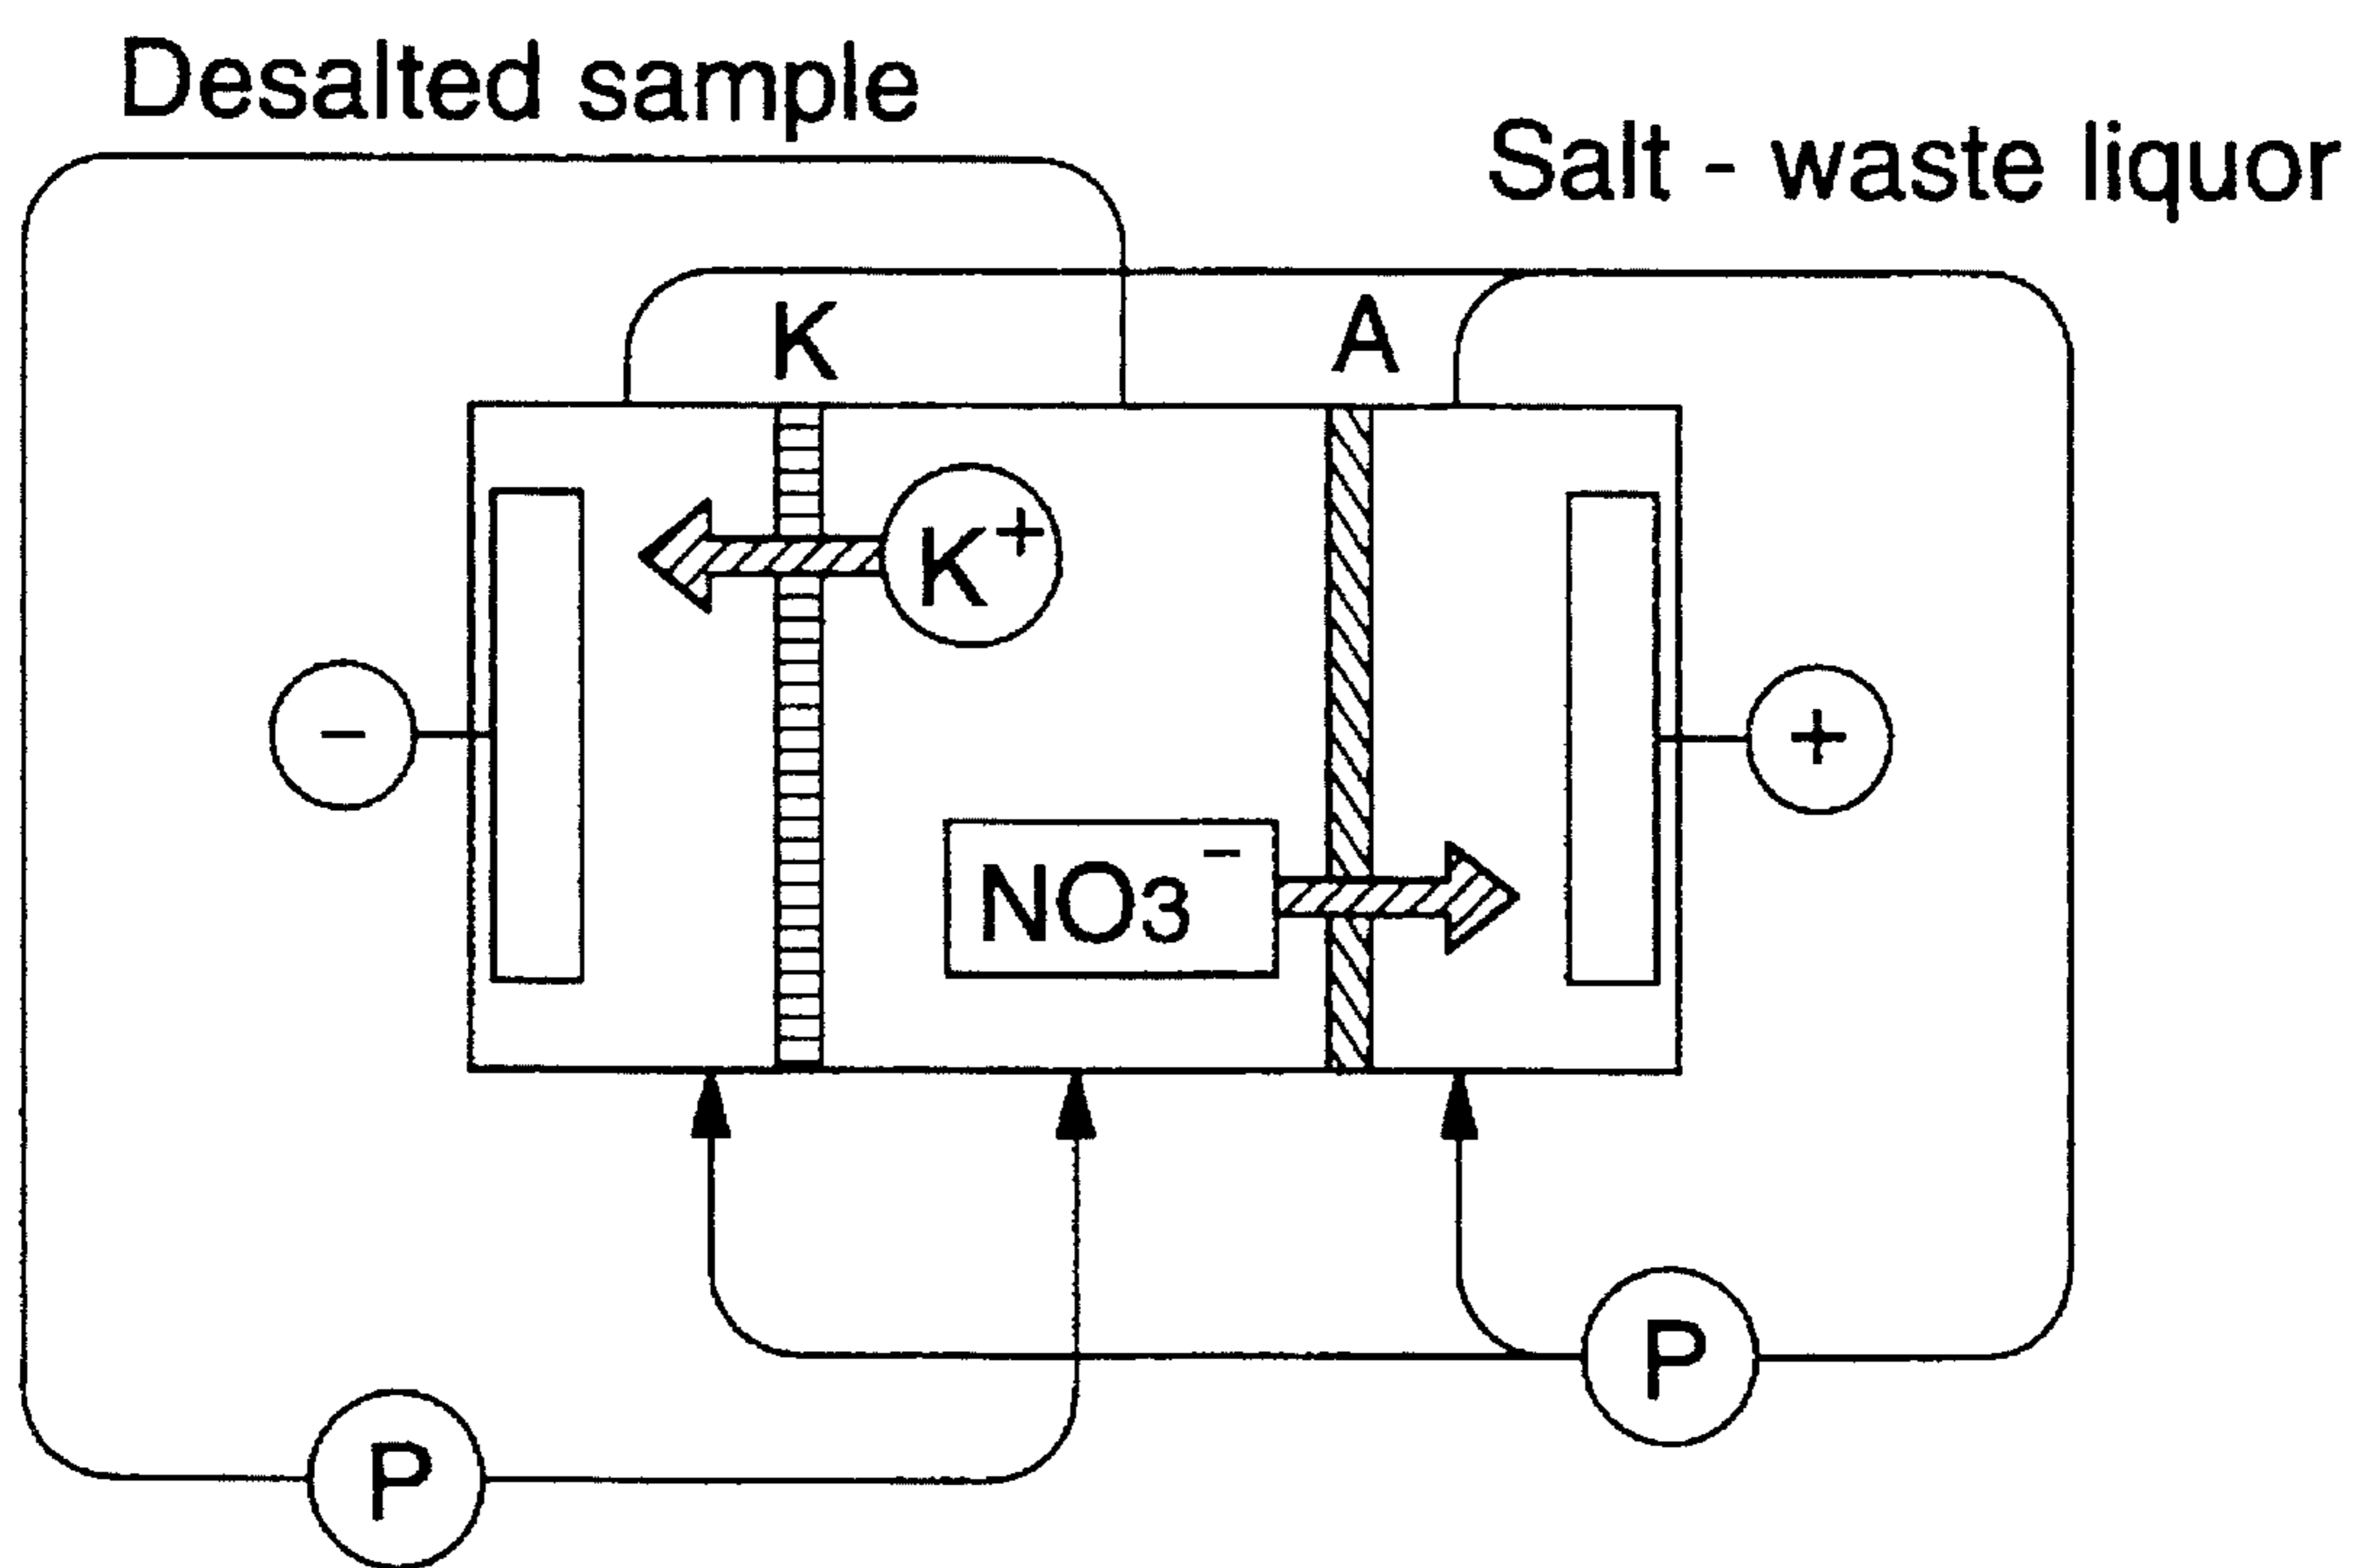 Desalted sample
Salt - waste liquor
K
A
K⁺
−
+
NO₃⁻
P
P